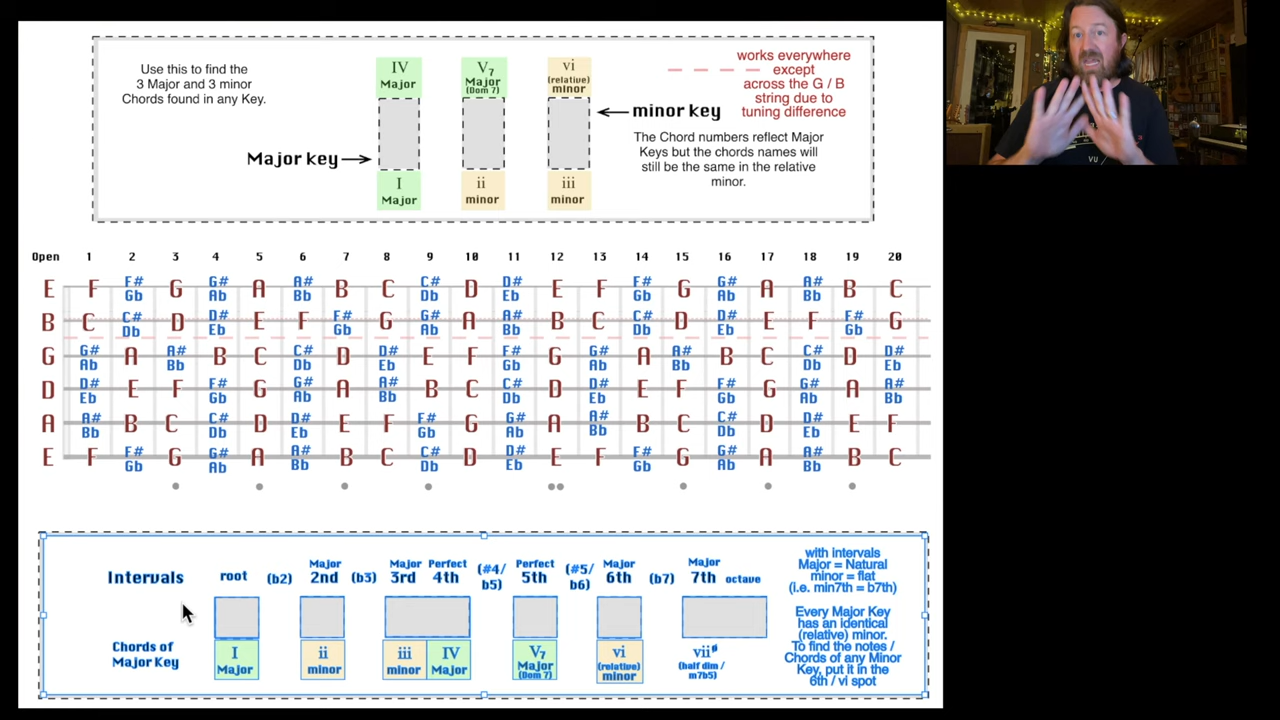 Use this to find the
3 Major and 3 minor
Chords found in any Key.
IV V7 vi
Major Major (relative)
(Dom 7) minor
works everywhere
except
across the G / B
string due to
tuning difference
minor key
Major key
The Chord numbers reflect Major
Keys but the chords names will
still be the same in the relative
minor.
I ii iii
Major minor minor
Open 1 2 3 4 5 6 7 8 9 10 11 12 13 14 15 16 17 18 19 20
E F F# Gb G G# Ab A A# Bb B C C# Db D D# Eb E F F# Gb G G# Ab A A# Bb B C
B C C# Db D D# Eb E F F# Gb G G# Ab A A# Bb B C C# Db D D# Eb E F F# Gb G
G G# Ab A A# Bb B C C# Db D D# Eb E F F# Gb G G# Ab A A# Bb B C C# Db D D# Eb
D D# Eb E F F# Gb G G# Ab A A# Bb B C C# Db D D# Eb E F F# Gb G G# Ab A A# Bb
A A# Bb B C C# Db D D# Eb E F F# Gb G G# Ab A A# Bb B C C# Db D D# Eb E F
E F F# Gb G G# Ab A A# Bb B C C# Db D D# Eb E F F# Gb G G# Ab A A# Bb B C
Intervals root (b2) Major 2nd (b3) Major 3rd Perfect 4th (#4/ b5) Perfect 5th (#5/ b6) Major 6th (b7) Major 7th octave
Chords of
Major Key
I Major ii minor iii minor IV Major V7 Major (Dom 7) vi (relative) minor viiø (half dim / m7b5)
with intervals
Major = Natural
minor = flat
(i.e. min7th = b7th)
Every Major Key
has an identical
(relative) minor.
To find the notes /
Chords of any Minor
Key, put it in the
6th / vi spot
VU /